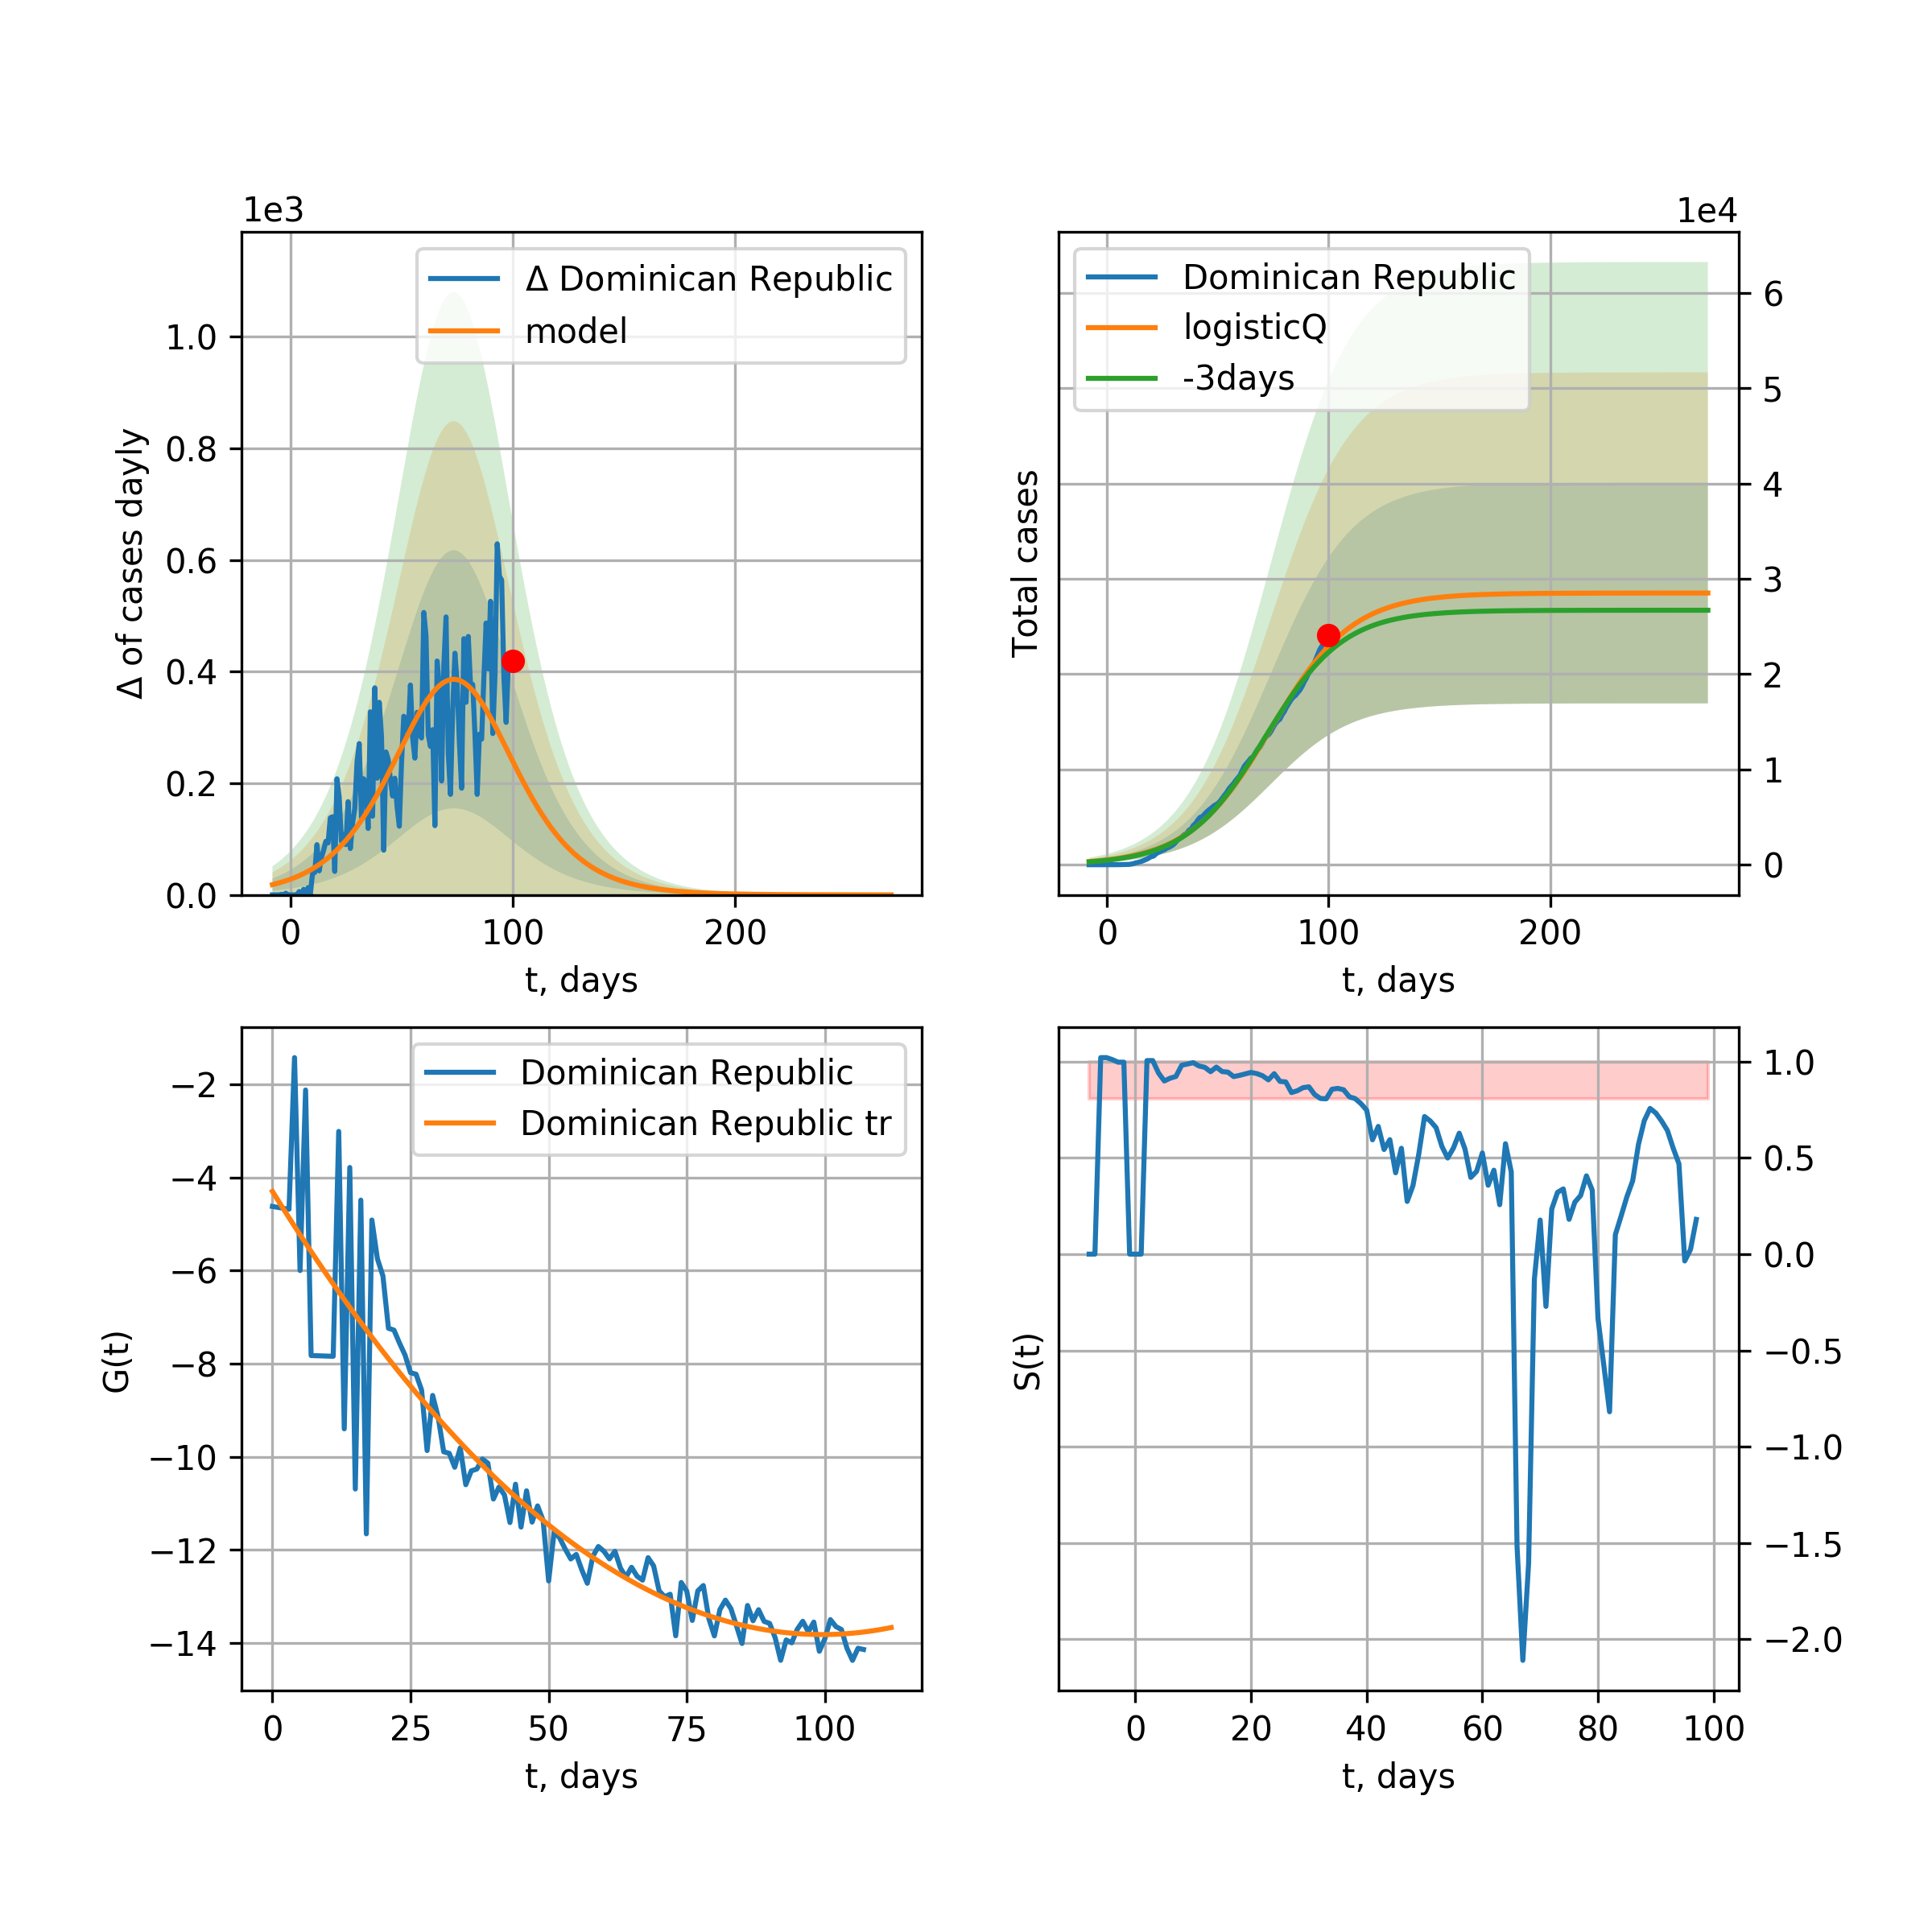 1e3
Δ Dominican Republic
model
1.0
0.8
0.6
0.4
0.2
0.0
Δ of cases dayly
0 100 200
t, days
1e4
Dominican Republic
logisticQ
-3days
6
5
4
3
2
1
0
Total cases
0 100 200
t, days
Dominican Republic
Dominican Republic tr
−2
−4
−6
−8
−10
−12
−14
G(t)
0 25 50 75 100
t, days
1.0
0.5
0.0
−0.5
−1.0
−1.5
−2.0
S(t)
0 20 40 60 80 100
t, days